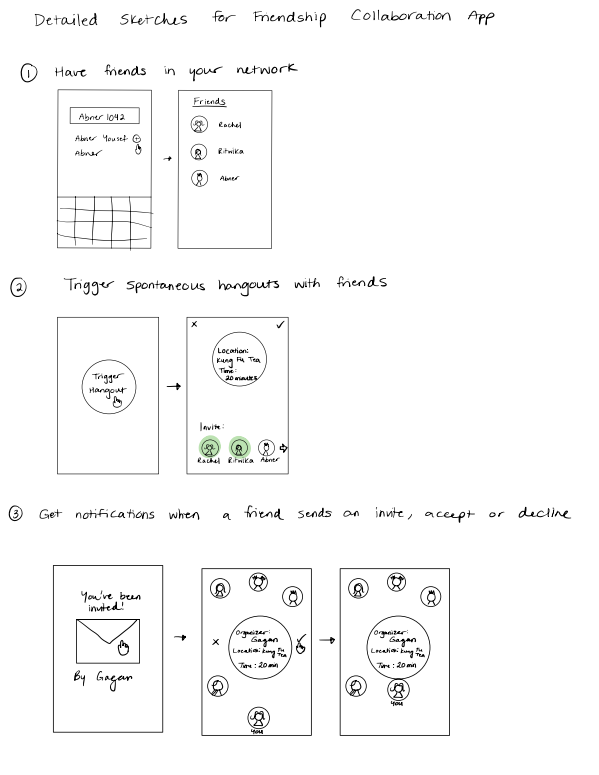 Detailed Sketches for Friendship Collaboration App
1 Have friends in your network
Abner 1042
Abner Yousef +
Abner
Friends
Rachel
Ritwika
Abner
2 Trigger spontaneous hangouts with friends
Trigger
Hangout
Location:
Kung Fu Tea
Time:
20 minutes
Invite:
Rachel Ritwika Abner
3 Get notifications when a friend sends an invite, accept or decline
You've been
invited!
By Gagan
Organizer:
Gagan
Location: Kung Fu
Tea
Time: 20 min
You
Organizer:
Gagan
Location: Kung Fu
Tea
Time: 20 min
You